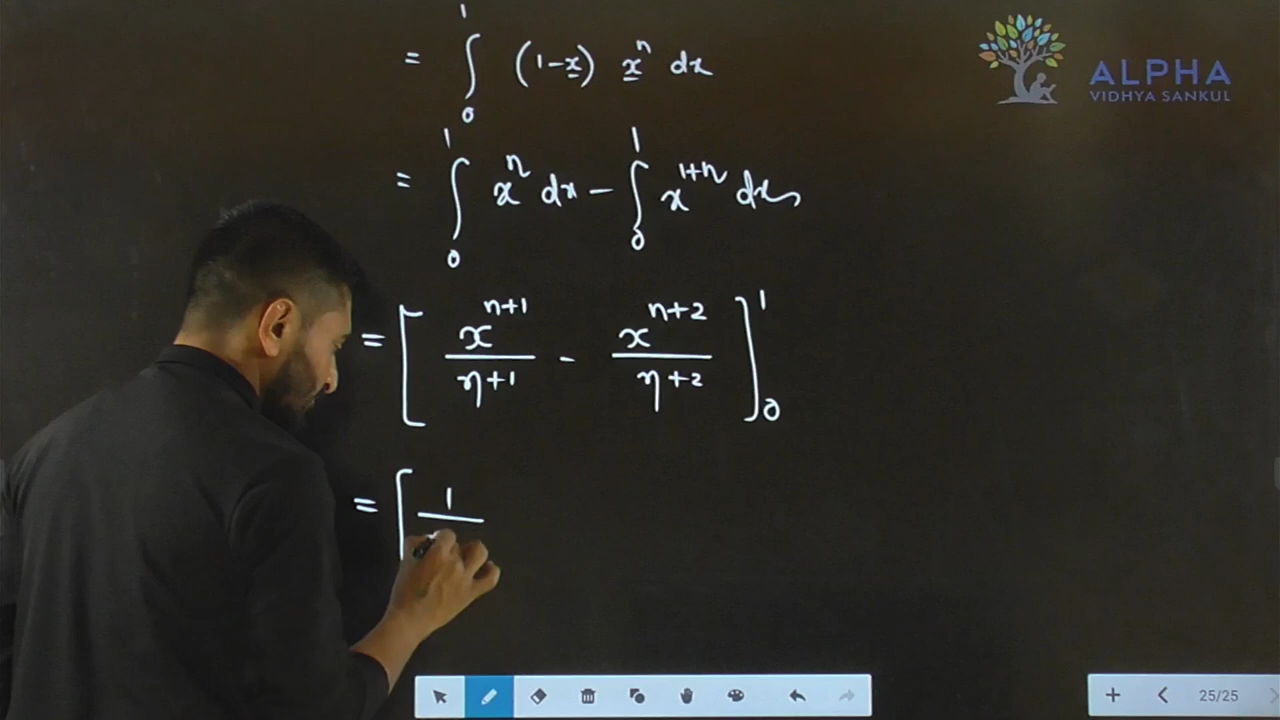 = ∫₀¹ (1-x) xⁿ dx
ALPHA
VIDHYA SANKUL
= ∫₀¹ xⁿ dx - ∫₀¹ x¹⁺ⁿ dx
= [ xⁿ⁺¹/n+1 - xⁿ⁺²/n+2 ]₀¹
= [ 1
25/25